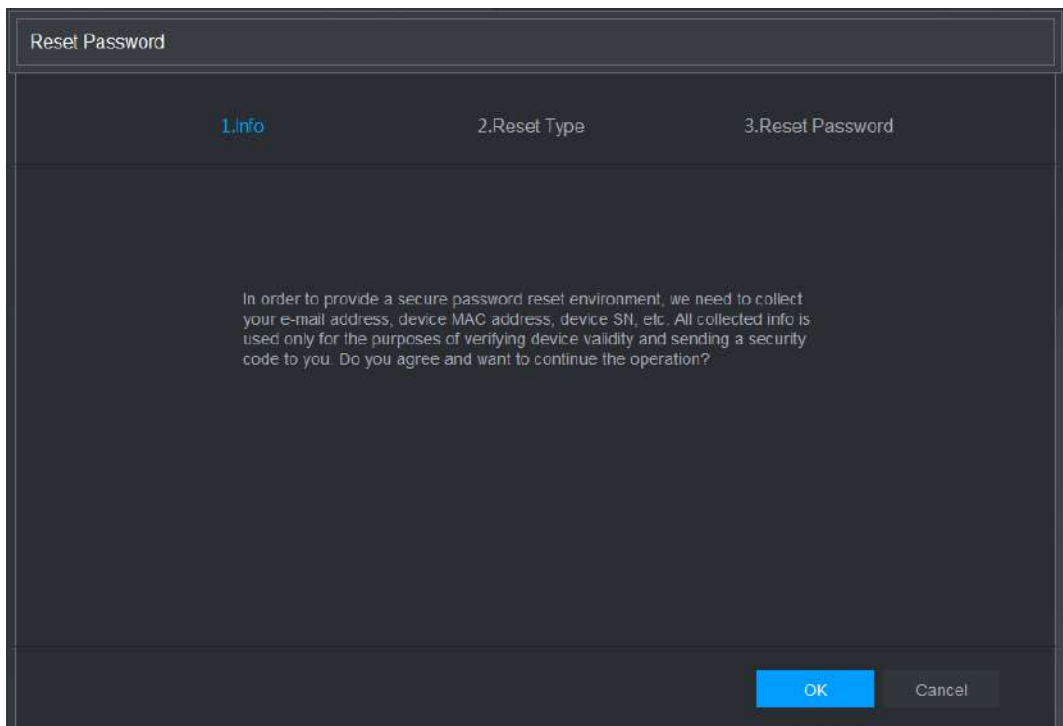 Reset Password
1.Info
2.Reset Type
3.Reset Password
In order to provide a secure password reset environment, we need to collect
your e-mail address, device MAC address, device SN, etc. All collected info is
used only for the purposes of verifying device validity and sending a security
code to you. Do you agree and want to continue the operation?
OK
Cancel